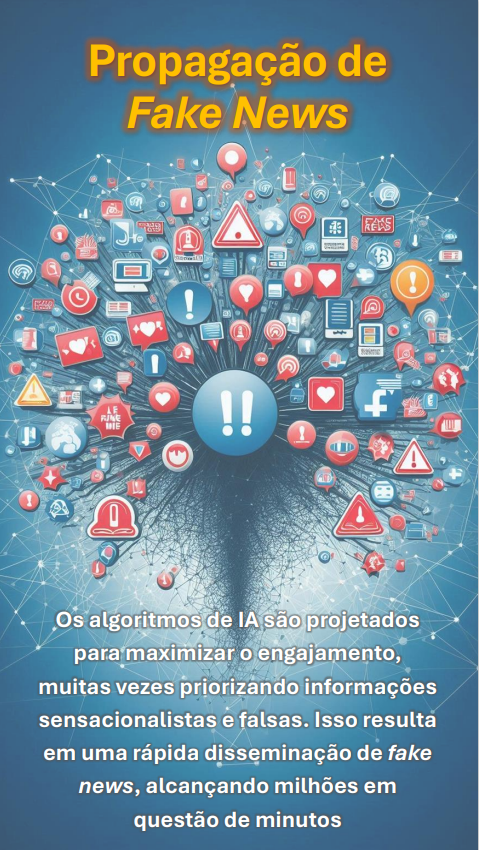 Propagação de
Fake News
Os algoritmos de IA são projetados
para maximizar o engajamento,
muitas vezes priorizando informações
sensacionalistas e falsas. Isso resulta
em uma rápida disseminação de fake
news, alcançando milhões em
questão de minutos